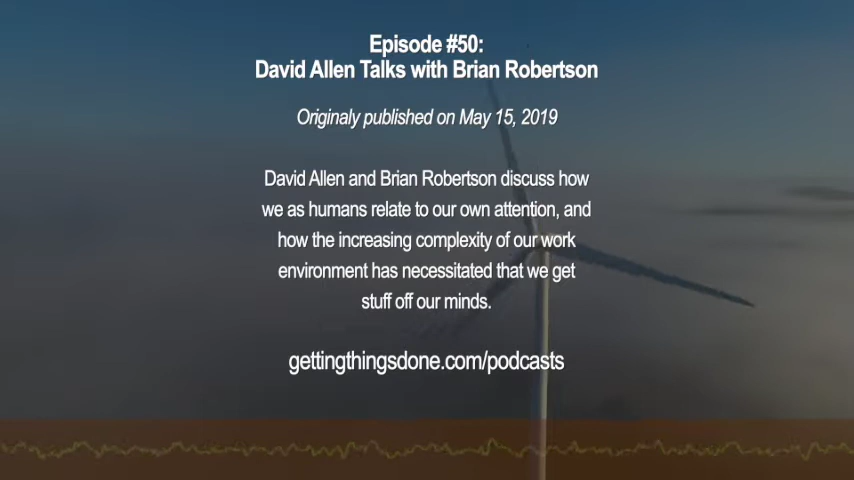 Episode #50:
David Allen Talks with Brian Robertson
Originaly published on May 15, 2019
David Allen and Brian Robertson discuss how
we as humans relate to our own attention, and
how the increasing complexity of our work
environment has necessitated that we get
stuff off our minds.
gettingthingsdone.com/podcasts